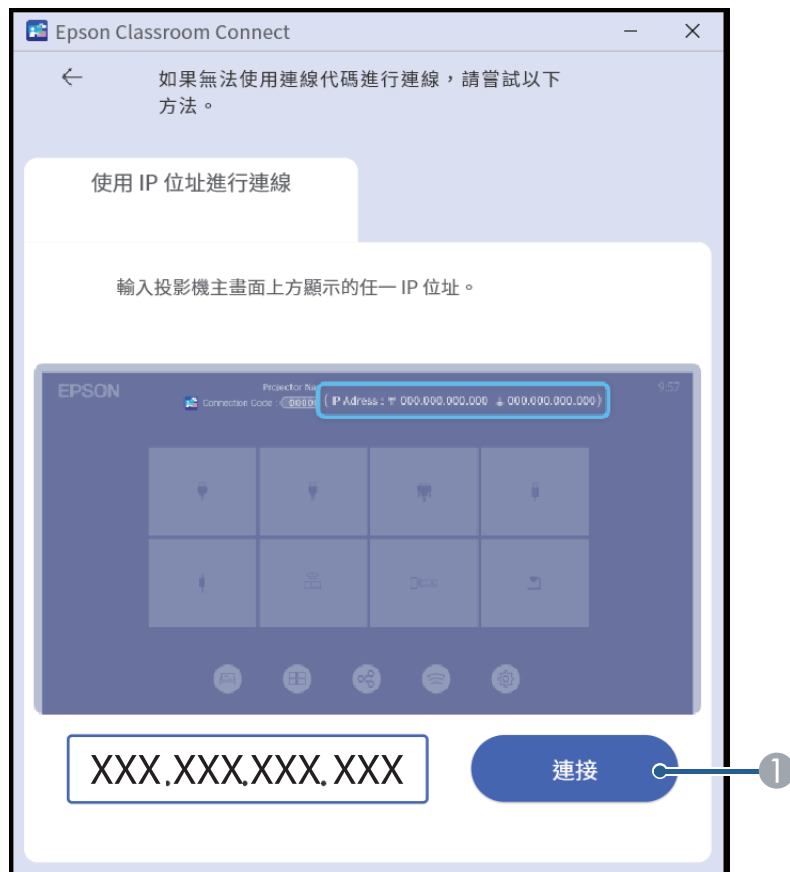 Epson Classroom Connect
如果無法使用連線代碼進行連線，請嘗試以下
方法。
使用 IP 位址進行連線
輸入投影機主畫面上方顯示的任一 IP 位址。
EPSON
Projector Na
9:57
Connection Code :
( IP Adress : 000.000.000.000 000.000.000.000)
XXX.XXX.XXX.XXX
連接
1